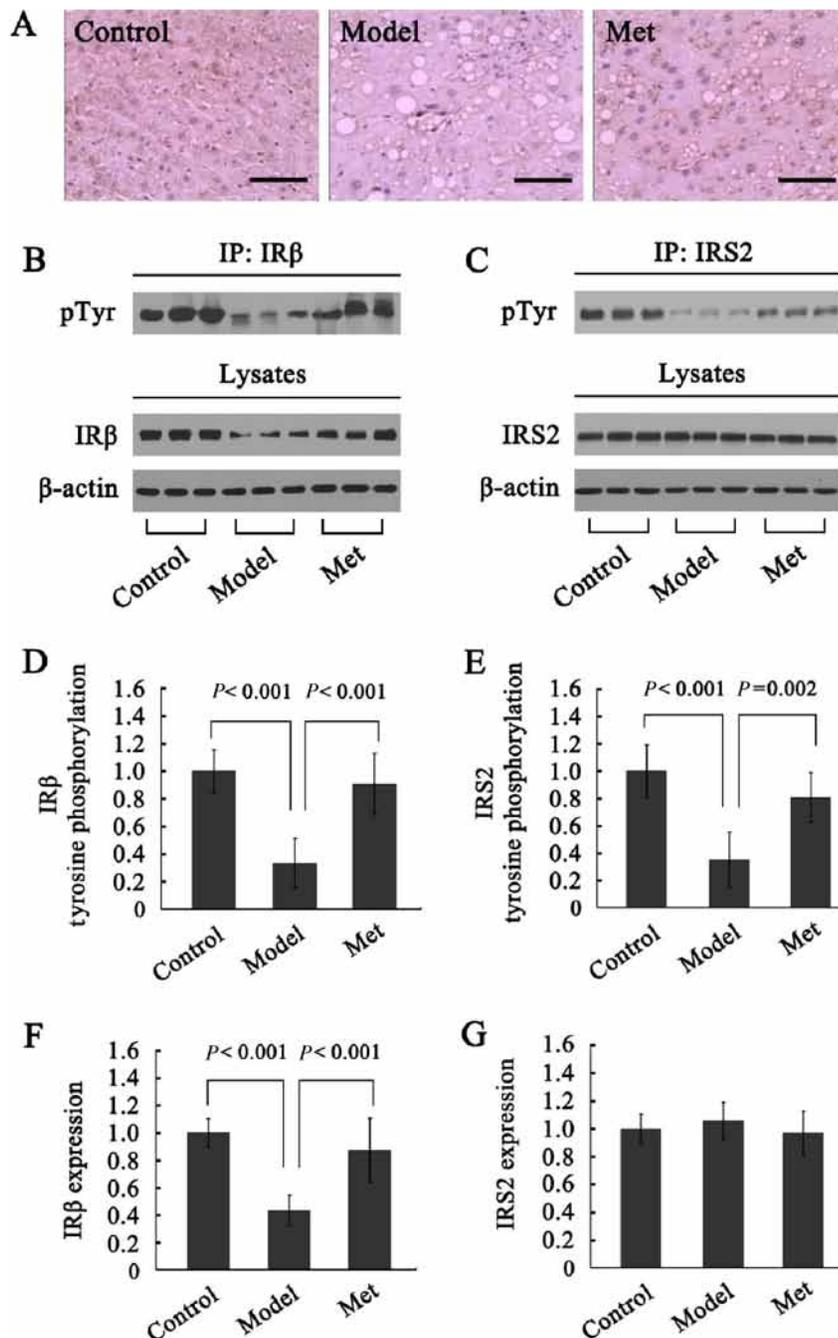 A
Control
Model
Met
B
IP: IRβ
pTyr
Lysates
IRβ
β-actin
Control
Model
Met
C
IP: IRS2
pTyr
Lysates
IRS2
β-actin
Control
Model
Met
D
IRβ
tyrosine phosphorylation
1.6
1.4
1.2
1.0
0.8
0.6
0.4
0.2
0
P< 0.001 P< 0.001
Control
Model
Met
E
IRS2
tyrosine phosphorylation
1.6
1.4
1.2
1.0
0.8
0.6
0.4
0.2
0
P< 0.001 P=0.002
Control
Model
Met
F
IRβ expression
1.6
1.4
1.2
1.0
0.8
0.6
0.4
0.2
0
P< 0.001 P< 0.001
Control
Model
Met
G
IRS2 expression
1.6
1.4
1.2
1.0
0.8
0.6
0.4
0.2
0
Control
Model
Met